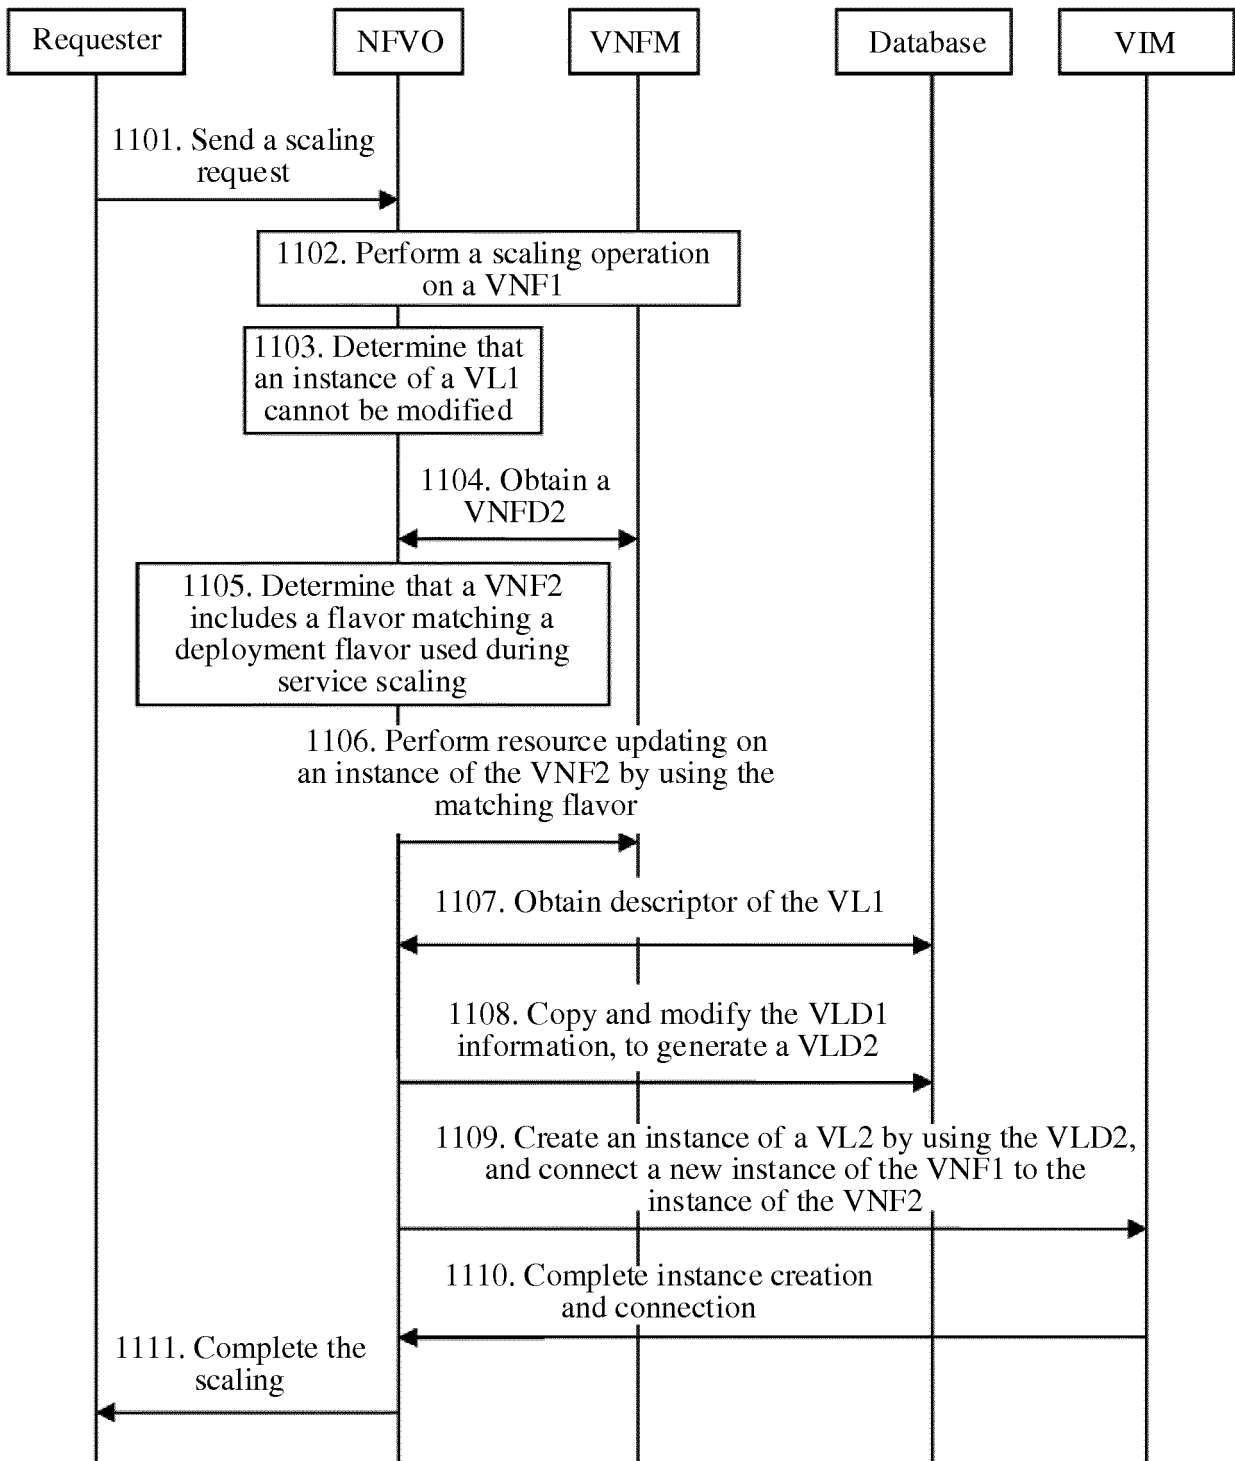 Requester
NFVO
VNFM
Database
VIM
1101. Send a scaling
request
1102. Perform a scaling operation
on a VNF1
1103. Determine that
an instance of a VL1
cannot be modified
1104. Obtain a
VNFD2
1105. Determine that a VNF2
includes a flavor matching a
deployment flavor used during
service scaling
1106. Perform resource updating on
an instance of the VNF2 by using the
matching flavor
1107. Obtain descriptor of the VL1
1108. Copy and modify the VLD1
information, to generate a VLD2
1109. Create an instance of a VL2 by using the VLD2,
and connect a new instance of the VNF1 to the
instance of the VNF2
1110. Complete instance creation
and connection
1111. Complete the
scaling